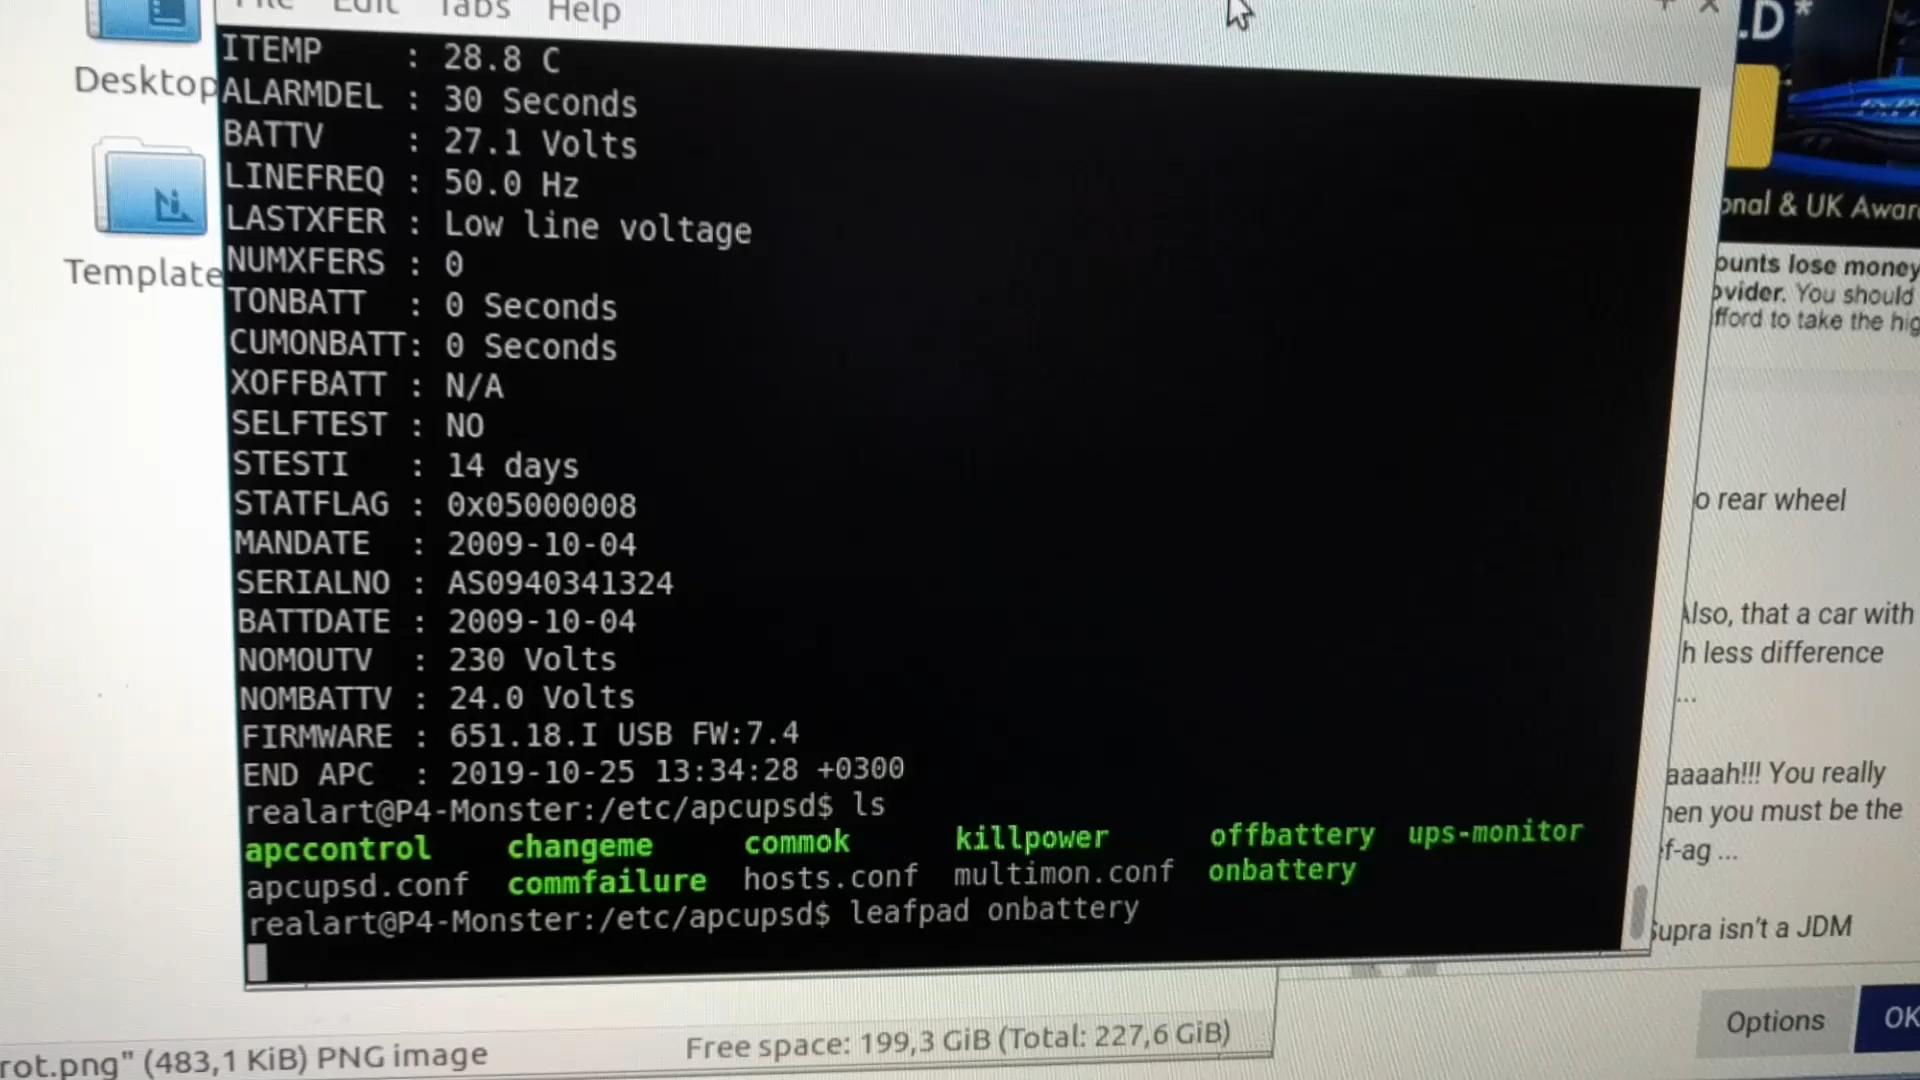 File Edit Tabs Help
Desktop
Template
ITEMP : 28.8 C
ALARMDEL : 30 Seconds
BATTV : 27.1 Volts
LINEFREQ : 50.0 Hz
LASTXFER : Low line voltage
NUMXFERS : 0
TONBATT : 0 Seconds
CUMONBATT: 0 Seconds
XOFFBATT : N/A
SELFTEST : NO
STESTI : 14 days
STATFLAG : 0x05000008
MANDATE : 2009-10-04
SERIALNO : AS0940341324
BATTDATE : 2009-10-04
NOMOUTV : 230 Volts
NOMBATTV : 24.0 Volts
FIRMWARE : 651.18.I USB FW:7.4
END APC : 2019-10-25 13:34:28 +0300
realart@P4-Monster:/etc/apcupsd$ ls
apccontrol changeme commok killpower offbattery ups-monitor
apcupsd.conf commfailure hosts.conf multimon.conf onbattery
realart@P4-Monster:/etc/apcupsd$ leafpad onbattery
rot.png" (483,1 KiB) PNG image
Free space: 199,3 GiB (Total: 227,6 GiB)
.D*
onal & UK Awar
ounts lose money
ovider. You should
fford to take the hig
o rear wheel
Also, that a car with
h less difference
...
aaaah!!! You really
hen you must be the
f-ag ...
Supra isn't a JDM
Options
OK